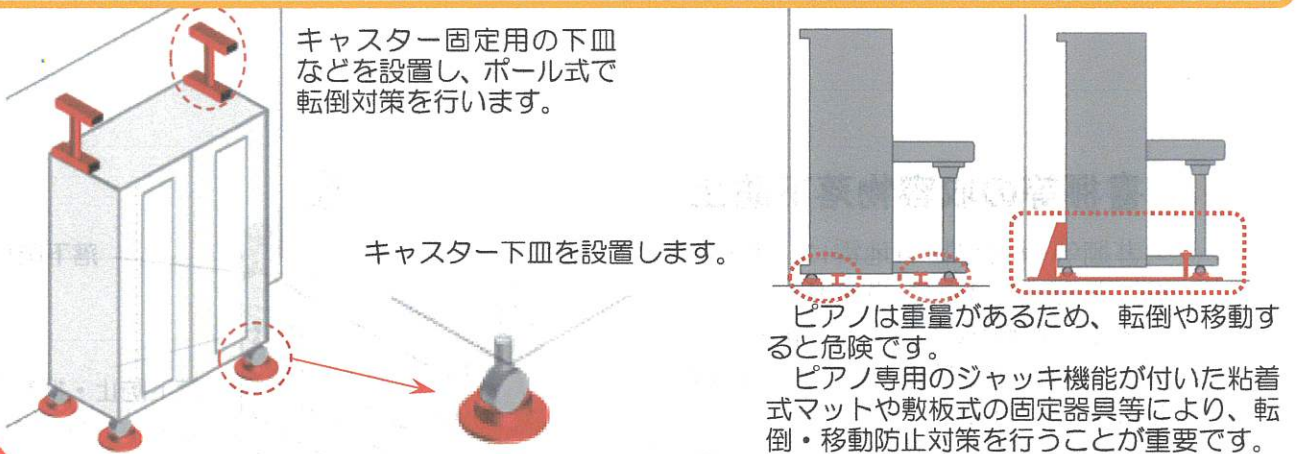 キャスター固定用の下皿
などを設置し、ポール式で
転倒対策を行います。
キャスター下皿を設置します。
ピアノは重量があるため、転倒や移動す
ると危険です。
ピアノ専用のジャッキ機能が付いた粘着
式マットや敷板式の固定器具等により、転
倒・移動防止対策を行うことが重要です。